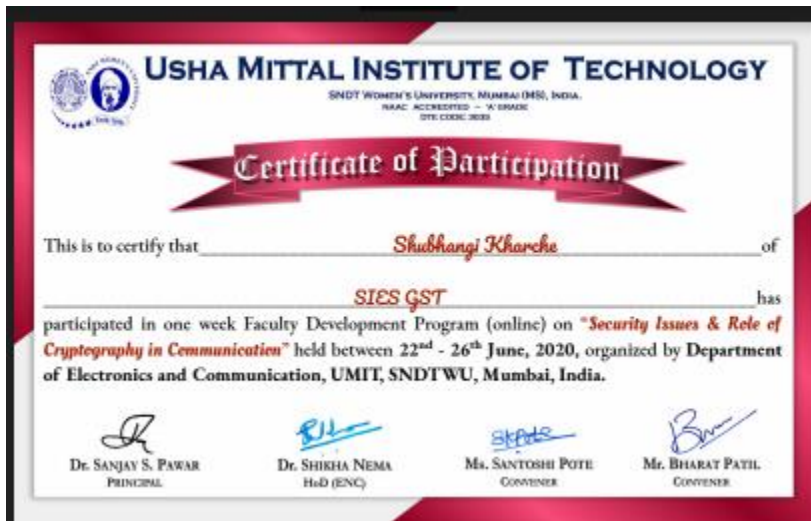 USHA MITTAL INSTITUTE OF TECHNOLOGY
SNDT WOMEN'S UNIVERSITY, MUMBAI (MS), INDIA.
NAAC ACCREDITED – 'A' GRADE
DTE CODE:
Certificate of Participation
This is to certify that Shubhangi Kharche of
SIES GST has
participated in one week Faculty Development Program (online) on "Security Issues & Role of
Cryptography in Communication" held between 22nd - 26th June, 2020, organized by Department
of Electronics and Communication, UMIT, SNDTWU, Mumbai, India.
Dr. SANJAY S. PAWAR
PRINCIPAL
Dr. SHIKHA NEMA
HoD (ENC)
Ms. SANTOSHI POTE
CONVENER
Mr. BHARAT PATIL
CONVENER